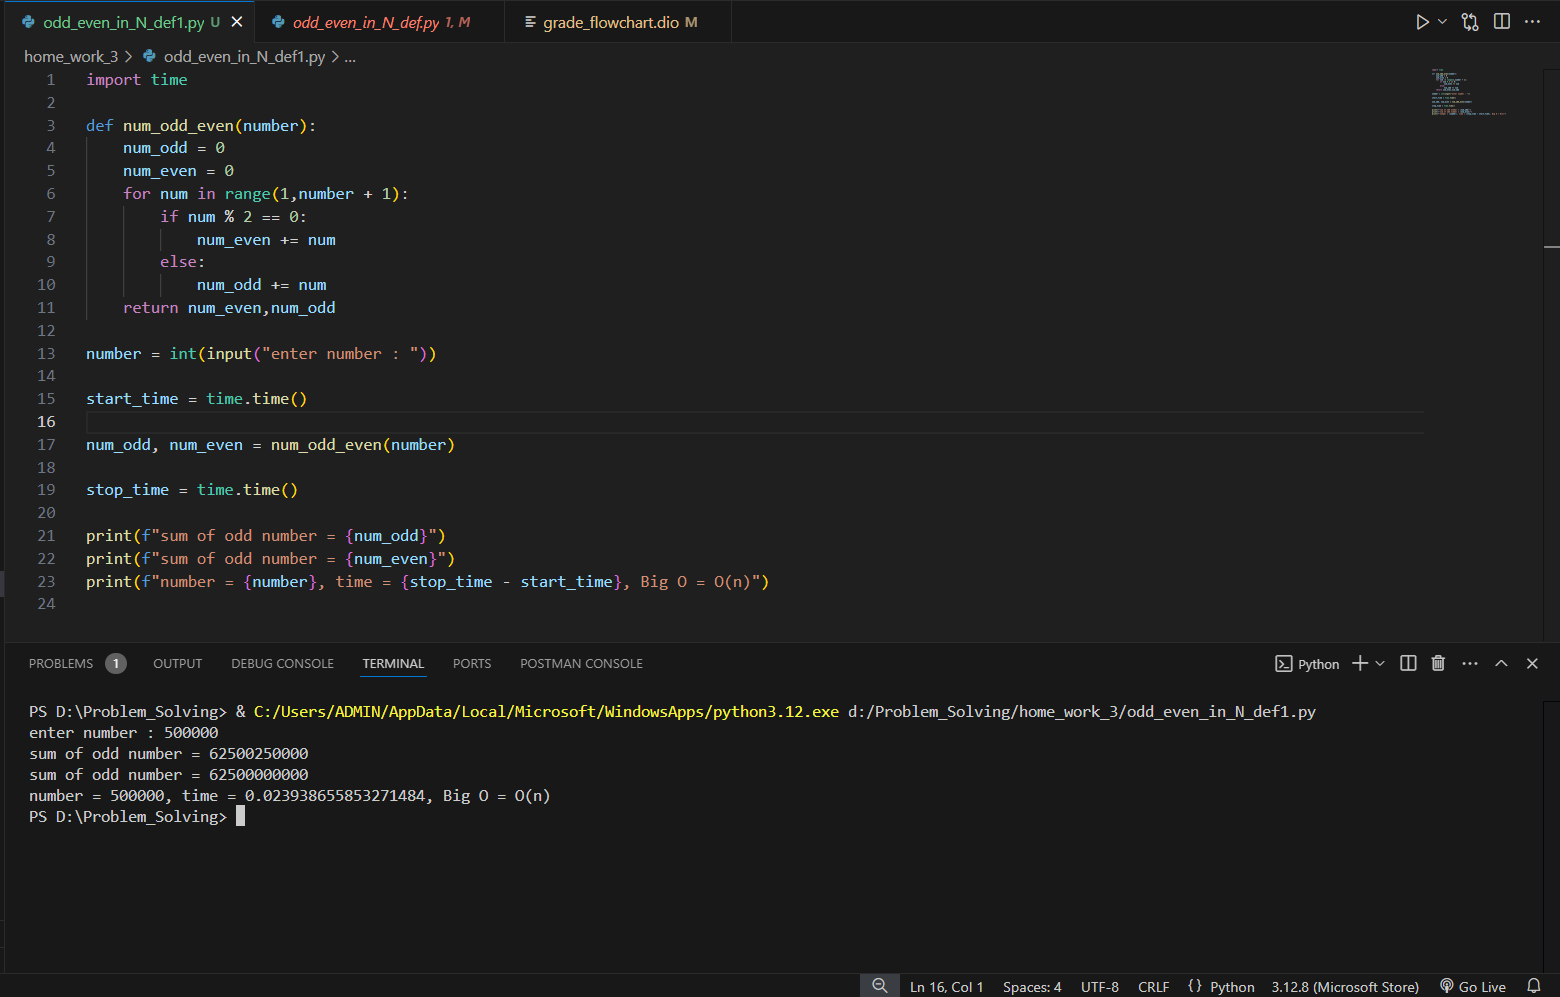 odd_even_in_N_def1.py U
odd_even_in_N_def.py 1, M
grade_flowchart.dio M
home_work_3 > odd_even_in_N_def1.py > ...
1 import time
2
3 def num_odd_even(number):
4     num_odd = 0
5     num_even = 0
6     for num in range(1,number + 1):
7         if num % 2 == 0:
8             num_even += num
9         else:
10             num_odd += num
11     return num_even,num_odd
12
13 number = int(input("enter number : "))
14
15 start_time = time.time()
16
17 num_odd, num_even = num_odd_even(number)
18
19 stop_time = time.time()
20
21 print(f"sum of odd number = {num_odd}")
22 print(f"sum of odd number = {num_even}")
23 print(f"number = {number}, time = {stop_time - start_time}, Big O = O(n)")
24
PROBLEMS 1 OUTPUT DEBUG CONSOLE TERMINAL PORTS POSTMAN CONSOLE Python
PS D:\Problem_Solving> & C:/Users/ADMIN/AppData/Local/Microsoft/WindowsApps/python3.12.exe d:/Problem_Solving/home_work_3/odd_even_in_N_def1.py
enter number : 500000
sum of odd number = 62500250000
sum of odd number = 62500000000
number = 500000, time = 0.023938655853271484, Big O = O(n)
PS D:\Problem_Solving>
Ln 16, Col 1 Spaces: 4 UTF-8 CRLF {} Python 3.12.8 (Microsoft Store) Go Live